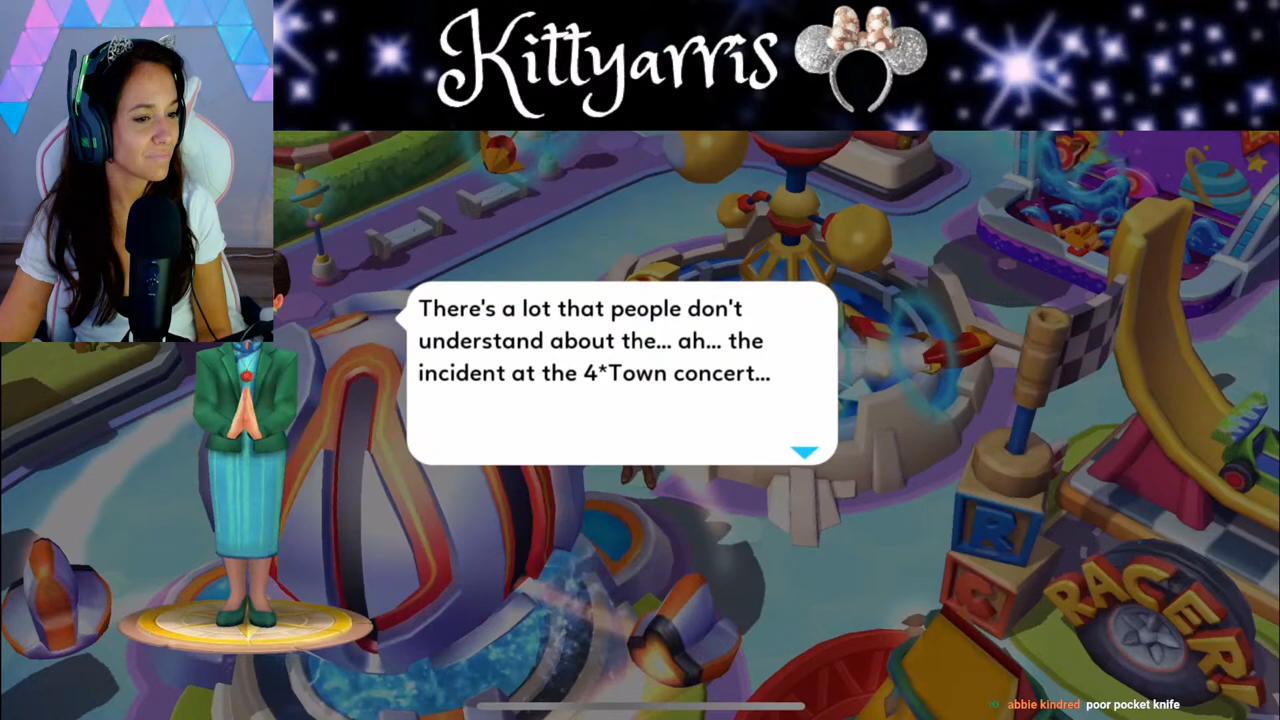 Kittyarris
There's a lot that people don't
understand about the... ah... the
incident at the 4*Town concert...
R
C
RACER!
abbie kindred poor pocket knife